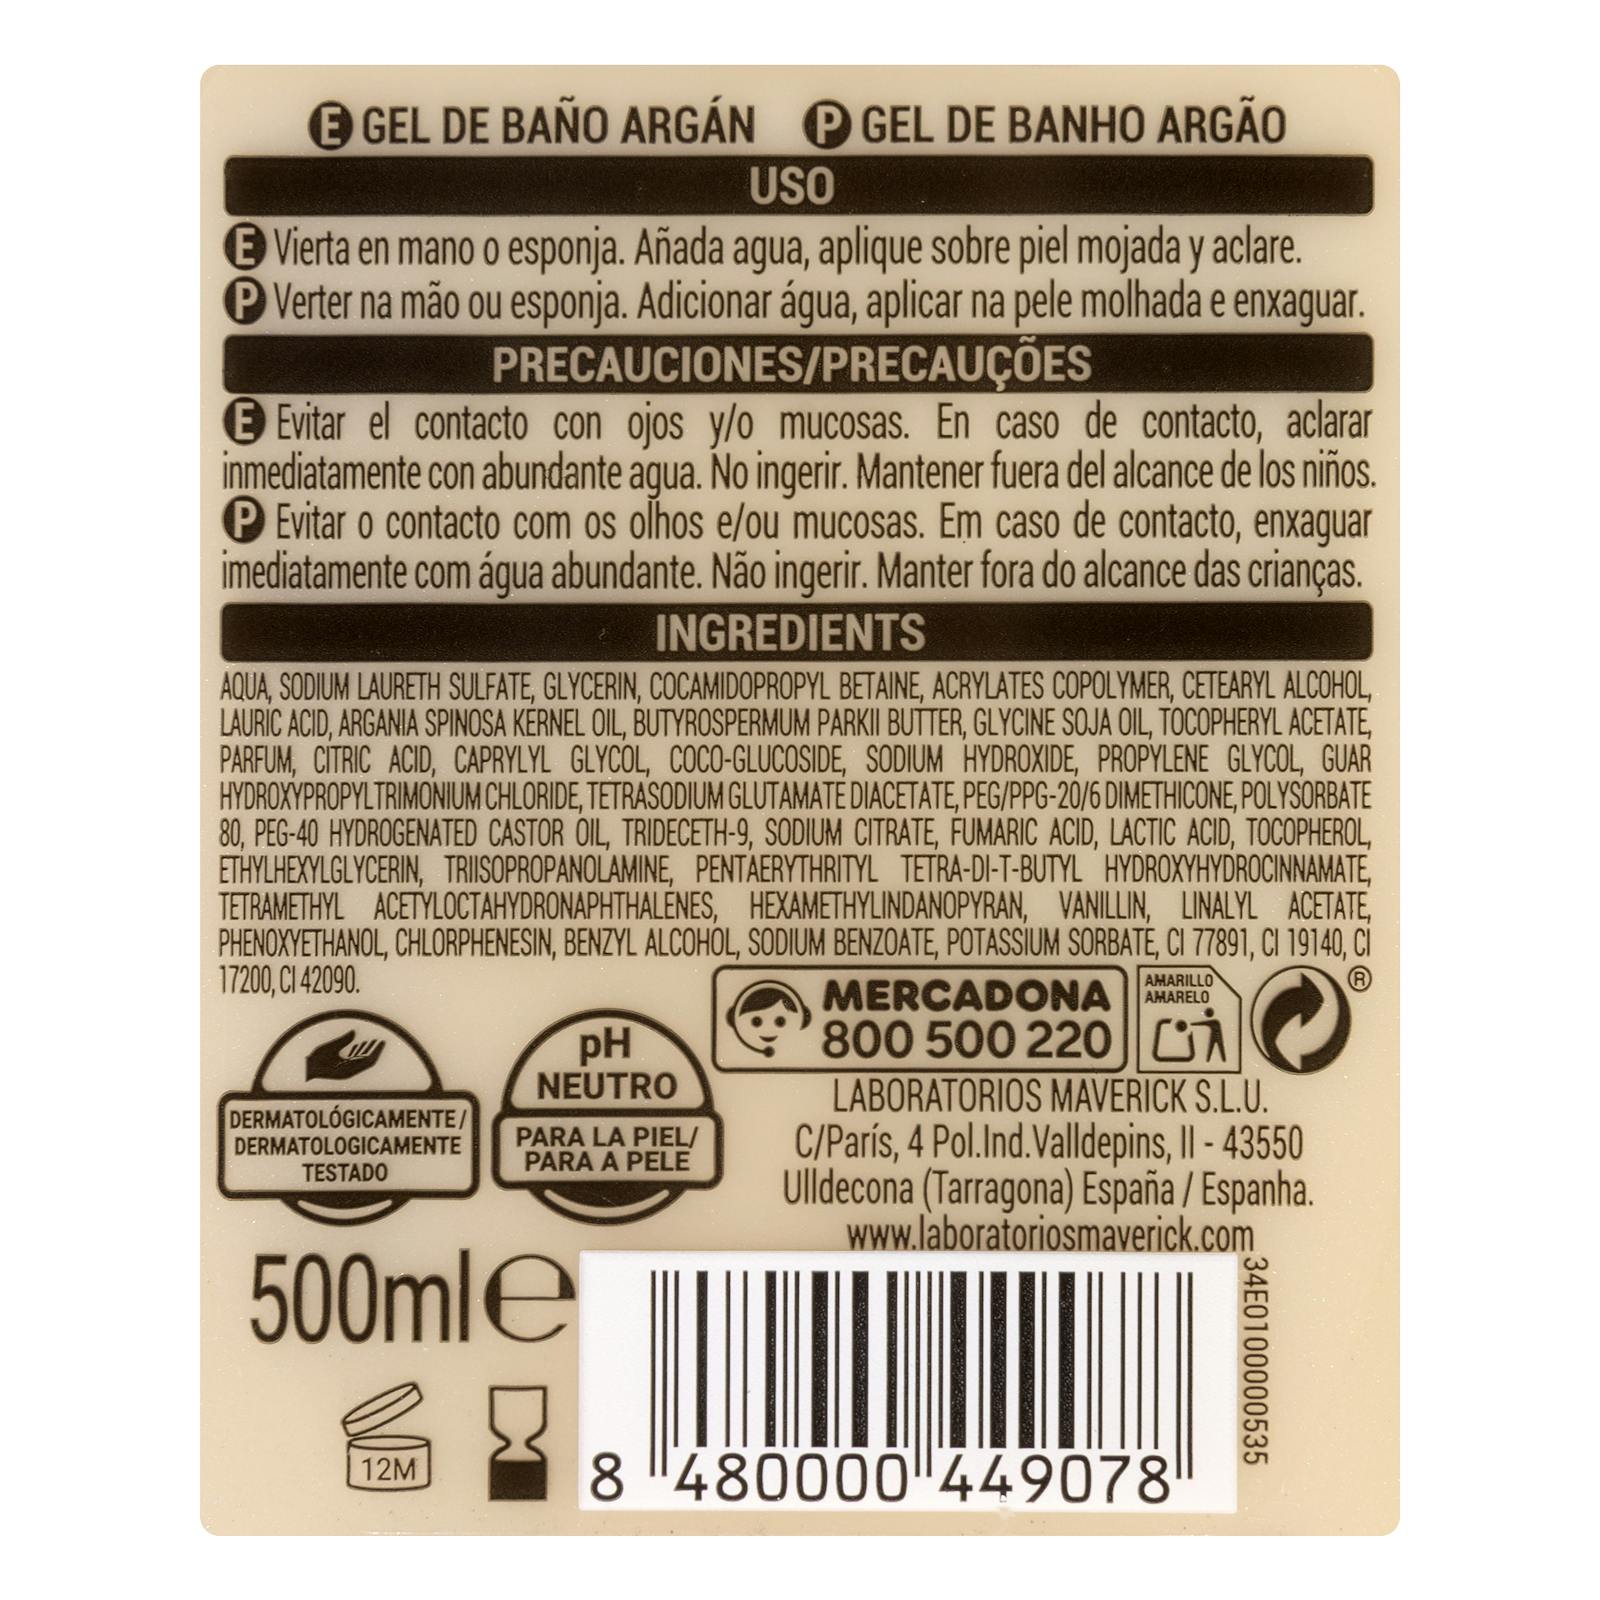 E GEL DE BAÑO ARGÁN P GEL DE BANHO ARGÃO
USO
E Vierta en mano o esponja. Añada agua, aplique sobre piel mojada y aclare.
P Verter na mão ou esponja. Adicionar água, aplicar na pele molhada e enxaguar.
PRECAUCIONES/PRECAUÇÕES
E Evitar el contacto con ojos y/o mucosas. En caso de contacto, aclarar
inmediatamente con abundante agua. No ingerir. Mantener fuera del alcance de los niños.
P Evitar o contacto com os olhos e/ou mucosas. Em caso de contacto, enxaguar
imediatamente com água abundante. Não ingerir. Manter fora do alcance das crianças.
INGREDIENTS
AQUA, SODIUM LAURETH SULFATE, GLYCERIN, COCAMIDOPROPYL BETAINE, ACRYLATES COPOLYMER, CETEARYL ALCOHOL,
LAURIC ACID, ARGANIA SPINOSA KERNEL OIL, BUTYROSPERMUM PARKII BUTTER, GLYCINE SOJA OIL, TOCOPHERYL ACETATE,
PARFUM, CITRIC ACID, CAPRYLYL GLYCOL, COCO-GLUCOSIDE, SODIUM HYDROXIDE, PROPYLENE GLYCOL, GUAR
HYDROXYPROPYLTRIMONIUM CHLORIDE, TETRASODIUM GLUTAMATE DIACETATE, PEG/PPG-20/6 DIMETHICONE, POLYSORBATE
80, PEG-40 HYDROGENATED CASTOR OIL, TRIDECETH-9, SODIUM CITRATE, FUMARIC ACID, LACTIC ACID, TOCOPHEROL,
ETHYLHEXYLGLYCERIN, TRIISOPROPANOLAMINE, PENTAERYTHRITYL TETRA-DI-T-BUTYL HYDROXYHYDROCINNAMATE,
TETRAMETHYL ACETYLOCTAHYDRONAPHTHALENES, HEXAMETHYLINDANOPYRAN, VANILLIN, LINALYL ACETATE,
PHENOXYETHANOL, CHLORPHENESIN, BENZYL ALCOHOL, SODIUM BENZOATE, POTASSIUM SORBATE, CI 77891, CI 19140, CI
17200, CI 42090.
MERCADONA
800 500 220
AMARILLO
AMARELO
®
DERMATOLÓGICAMENTE/
DERMATOLOGICAMENTE
TESTADO
pH
NEUTRO
PARA LA PIEL/
PARA A PELE
LABORATORIOS MAVERICK S.L.U.
C/París, 4 Pol.Ind.Valldepins, II - 43550
Ulldecona (Tarragona) España / Espanha.
www.laboratoriosmaverick.com
500ml e
12M
8 480000 449078
34E010000535